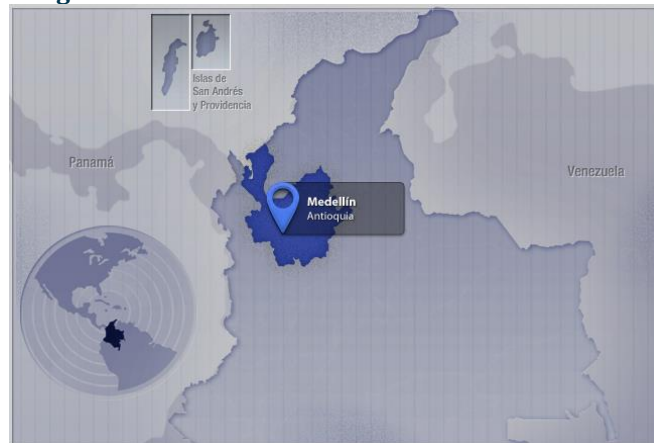 Islas de
San Andrés
y Providencia
Panamá
Venezuela
Medellín
Antioquia